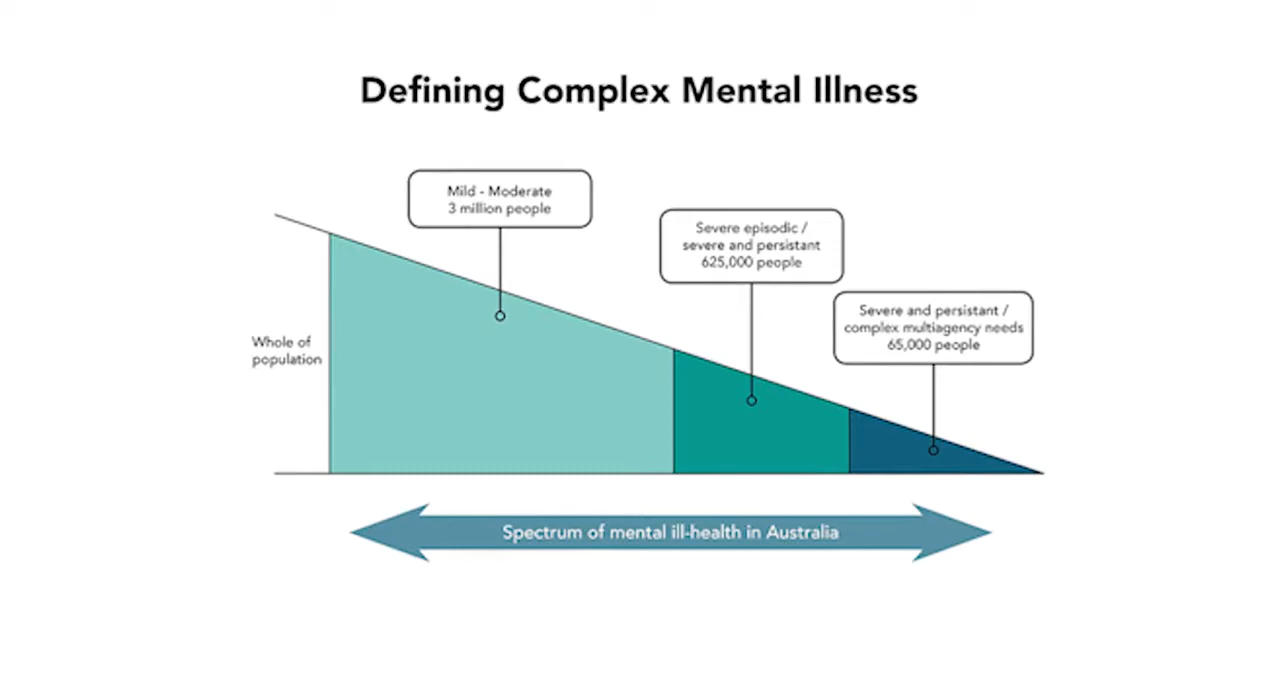 Defining Complex Mental Illness
Mild - Moderate
3 million people
Severe episodic /
severe and persistant
625,000 people
Severe and persistant /
complex multiagency needs
65,000 people
Whole of
population
Spectrum of mental ill-health in Australia